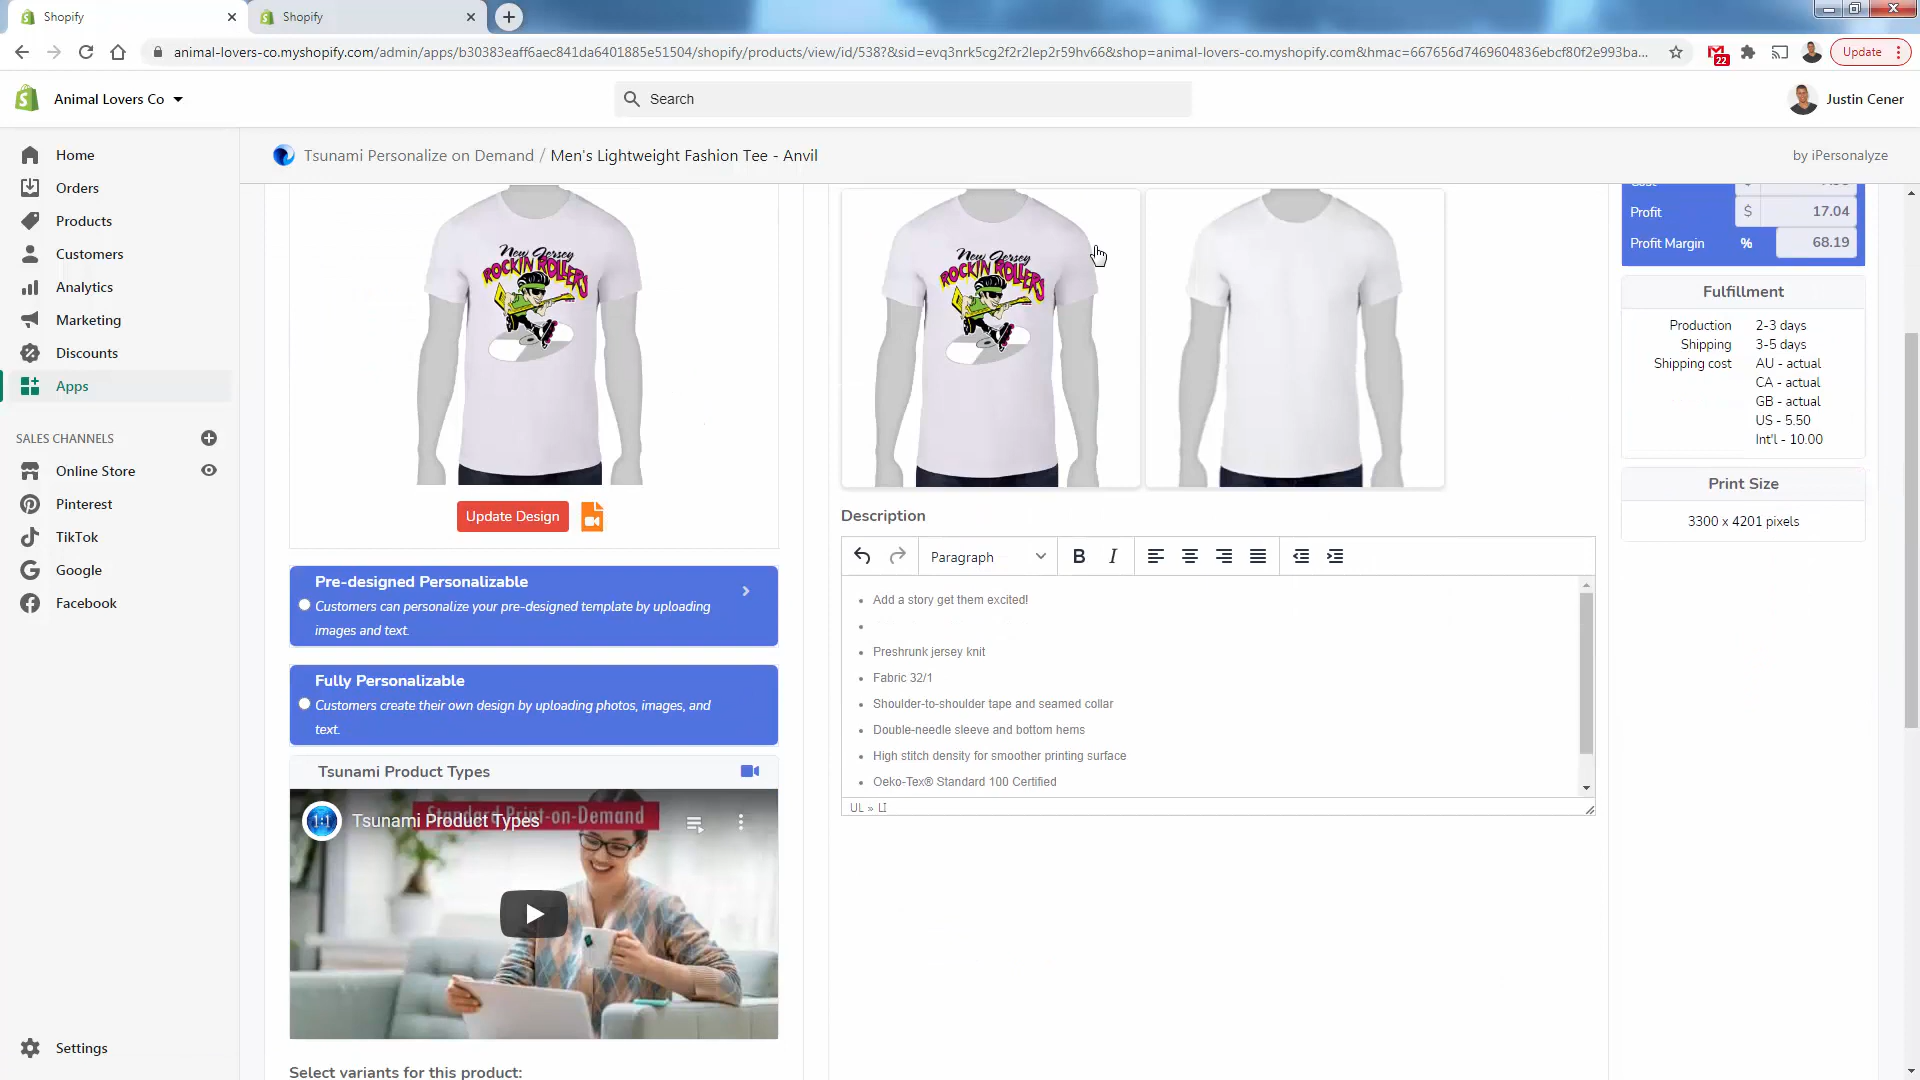 Shopify
Shopify
animal-lovers-co.myshopify.com/admin/apps/b30383eaff6aec841da6401885e51504/shopify/products/view/id/538?&sid=evq3nrk5cg2f2r2lep2r59hv66&shop=animal-lovers-co.myshopify.com&hmac=667656d7469604836ebcf80f2e993ba...
22
Update
Animal Lovers Co
Search
Justin Cener
Home
Orders
Products
Customers
Analytics
Marketing
Discounts
Apps
SALES CHANNELS
Online Store
Pinterest
TikTok
Google
Facebook
Settings
Tsunami Personalize on Demand / Men's Lightweight Fashion Tee - Anvil
by iPersonalyze
New Jersey
ROCKIN ROLLERS
Update Design
Pre-designed Personalizable
Customers can personalize your pre-designed template by uploading
images and text.
Fully Personalizable
Customers create their own design by uploading photos, images, and
text.
Tsunami Product Types
Standard Print-on-Demand
1:1
Tsunami Product Types
Select variants for this product:
New Jersey
ROCKIN ROLLERS
Description
Paragraph
B I
Add a story get them excited!
Preshrunk jersey knit
Fabric 32/1
Shoulder-to-shoulder tape and seamed collar
Double-needle sleeve and bottom hems
High stitch density for smoother printing surface
Oeko-Tex® Standard 100 Certified
UL » LI
Profit $ 17.04
Profit Margin % 68.19
Fulfillment
Production 2-3 days
Shipping 3-5 days
Shipping cost AU - actual
CA - actual
GB - actual
US - 5.50
Int'l - 10.00
Print Size
3300 x 4201 pixels